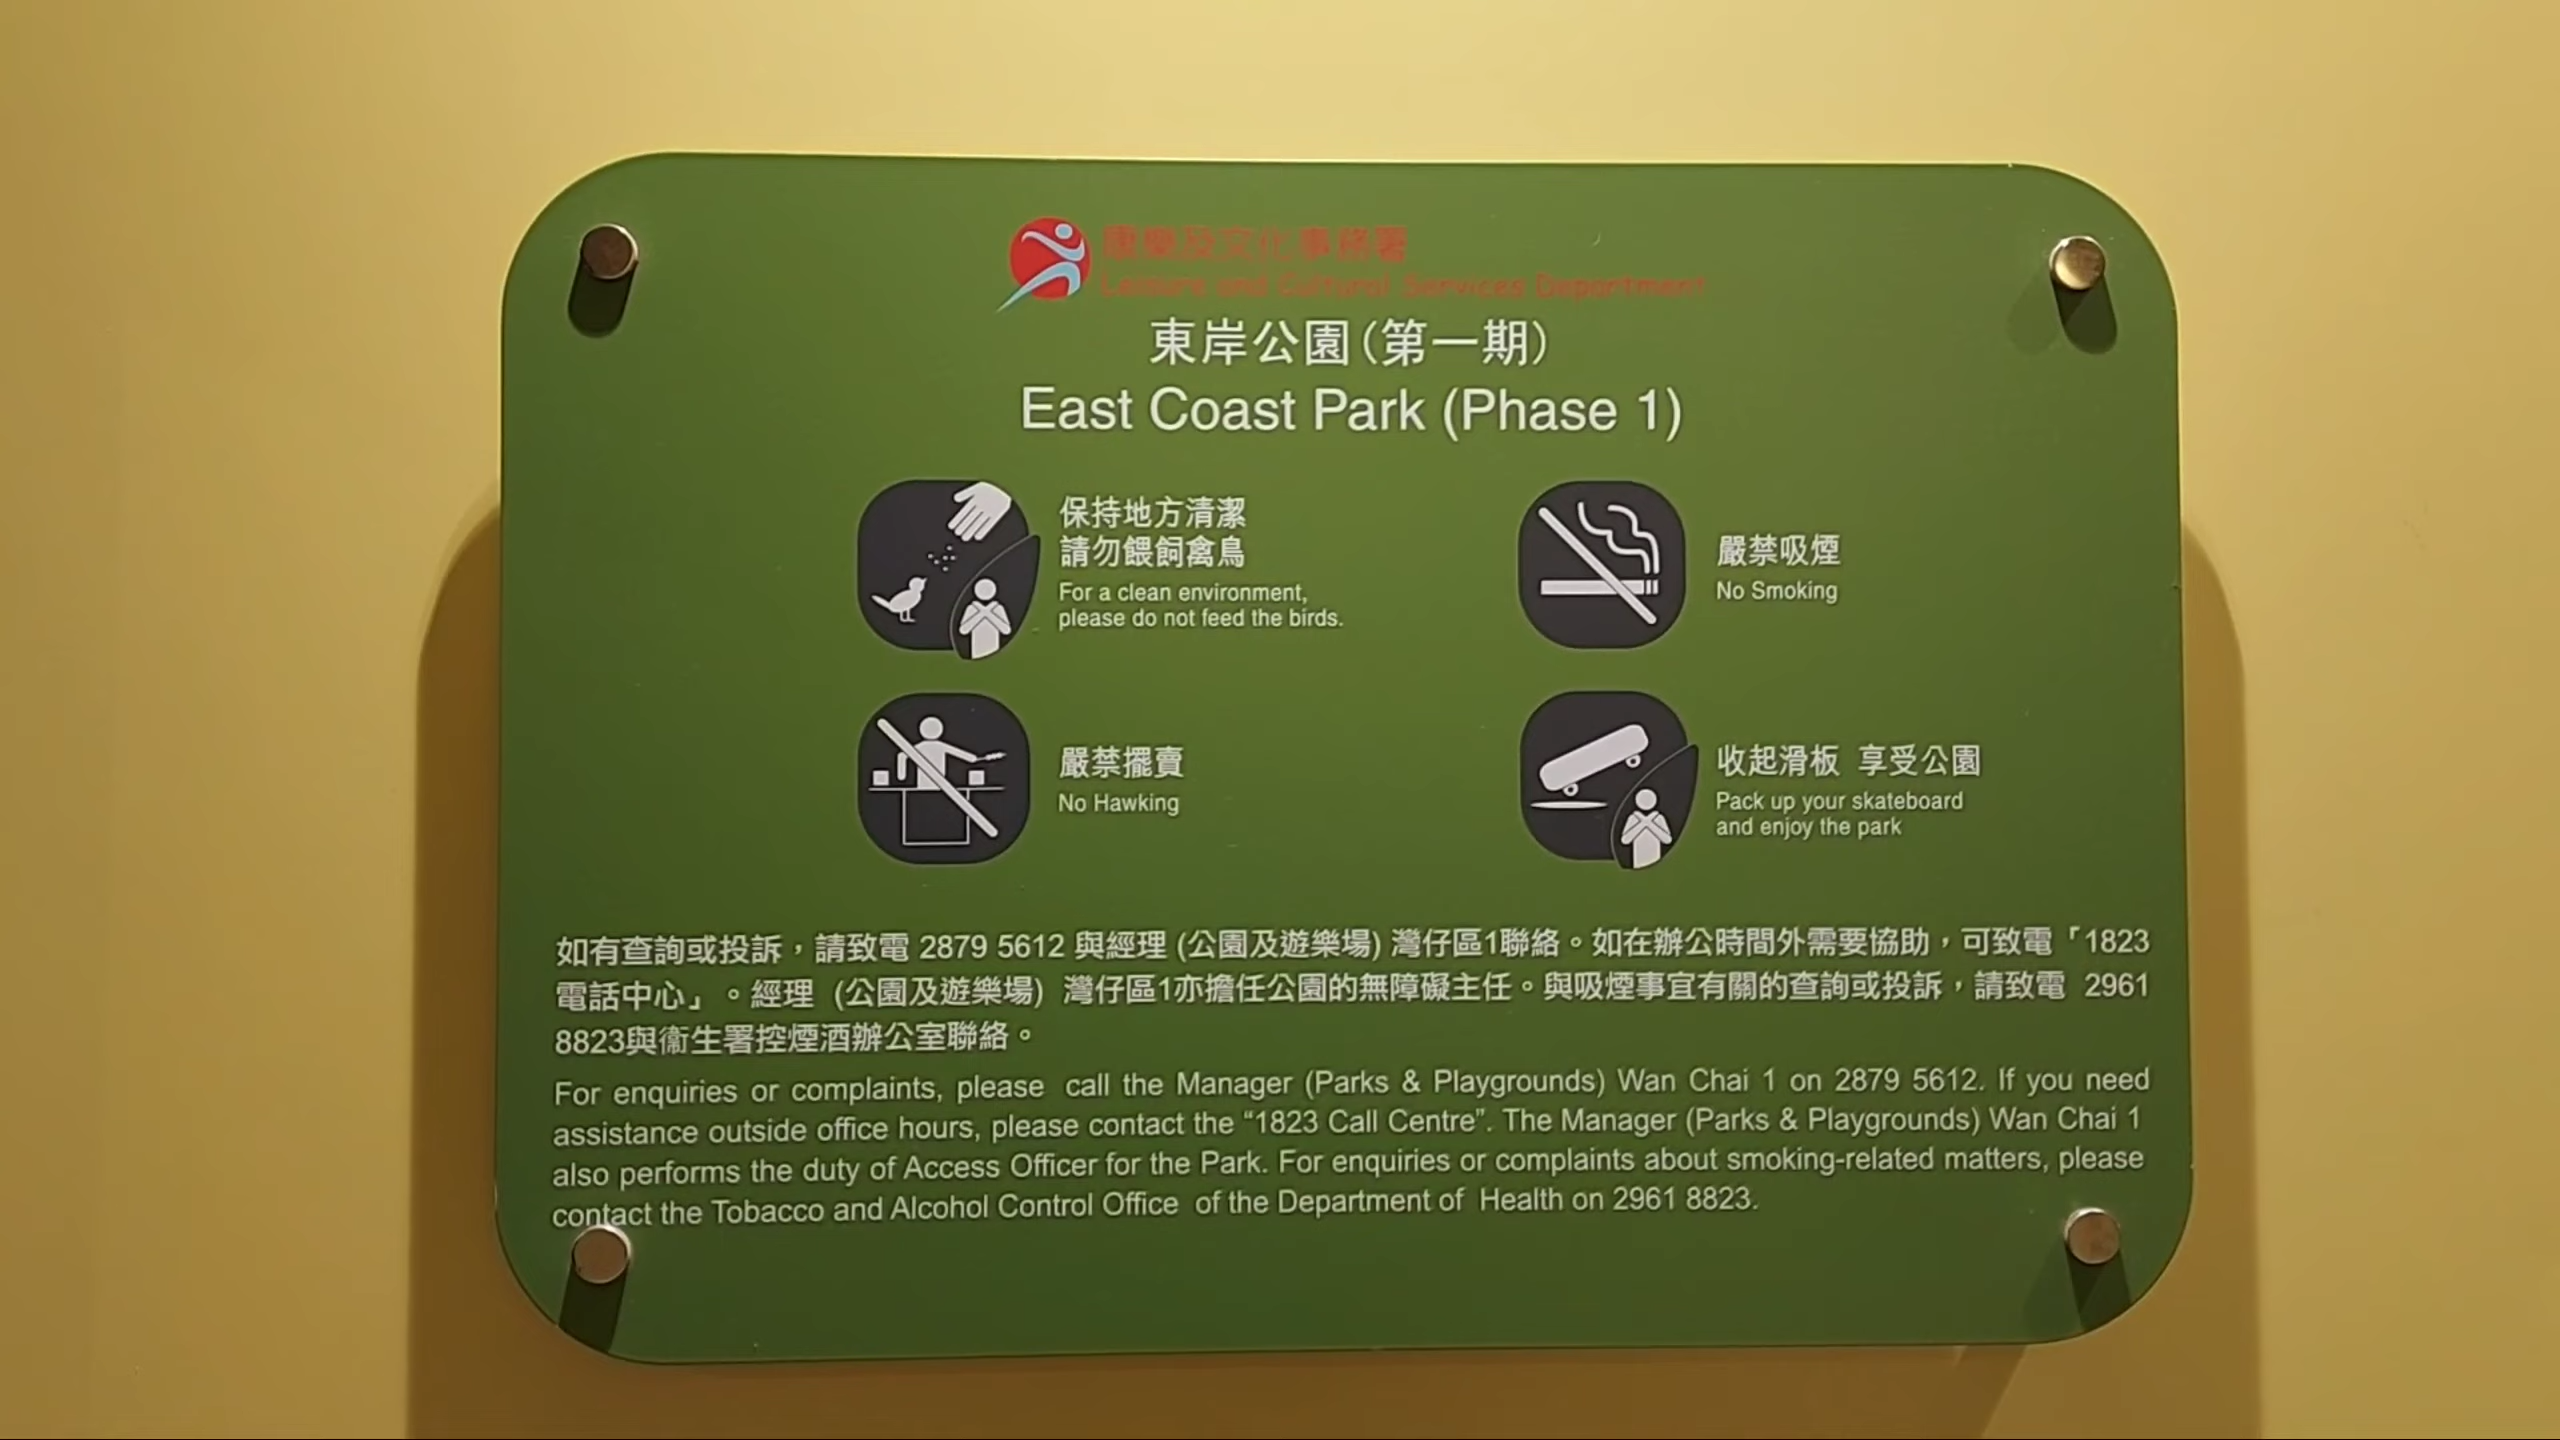 康樂及文化事務署
Leisure and Cultural Services Department
東岸公園(第一期)
East Coast Park (Phase 1)
保持地方清潔
請勿餵飼禽鳥
For a clean environment,
please do not feed the birds.
嚴禁吸煙
No Smoking
嚴禁擺賣
No Hawking
收起滑板 享受公園
Pack up your skateboard
and enjoy the park
如有查詢或投訴，請致電 2879 5612 與經理 (公園及遊樂場) 灣仔區1聯絡。如在辦公時間外需要協助，可致電「1823
電話中心」。經理 (公園及遊樂場) 灣仔區1亦擔任公園的無障礙主任。與吸煙事宜有關的查詢或投訴，請致電 2961
8823與衞生署控煙酒辦公室聯絡。
For enquiries or complaints, please call the Manager (Parks & Playgrounds) Wan Chai 1 on 2879 5612. If you need
assistance outside office hours, please contact the “1823 Call Centre”. The Manager (Parks & Playgrounds) Wan Chai 1
also performs the duty of Access Officer for the Park. For enquiries or complaints about smoking-related matters, please
contact the Tobacco and Alcohol Control Office of the Department of Health on 2961 8823.